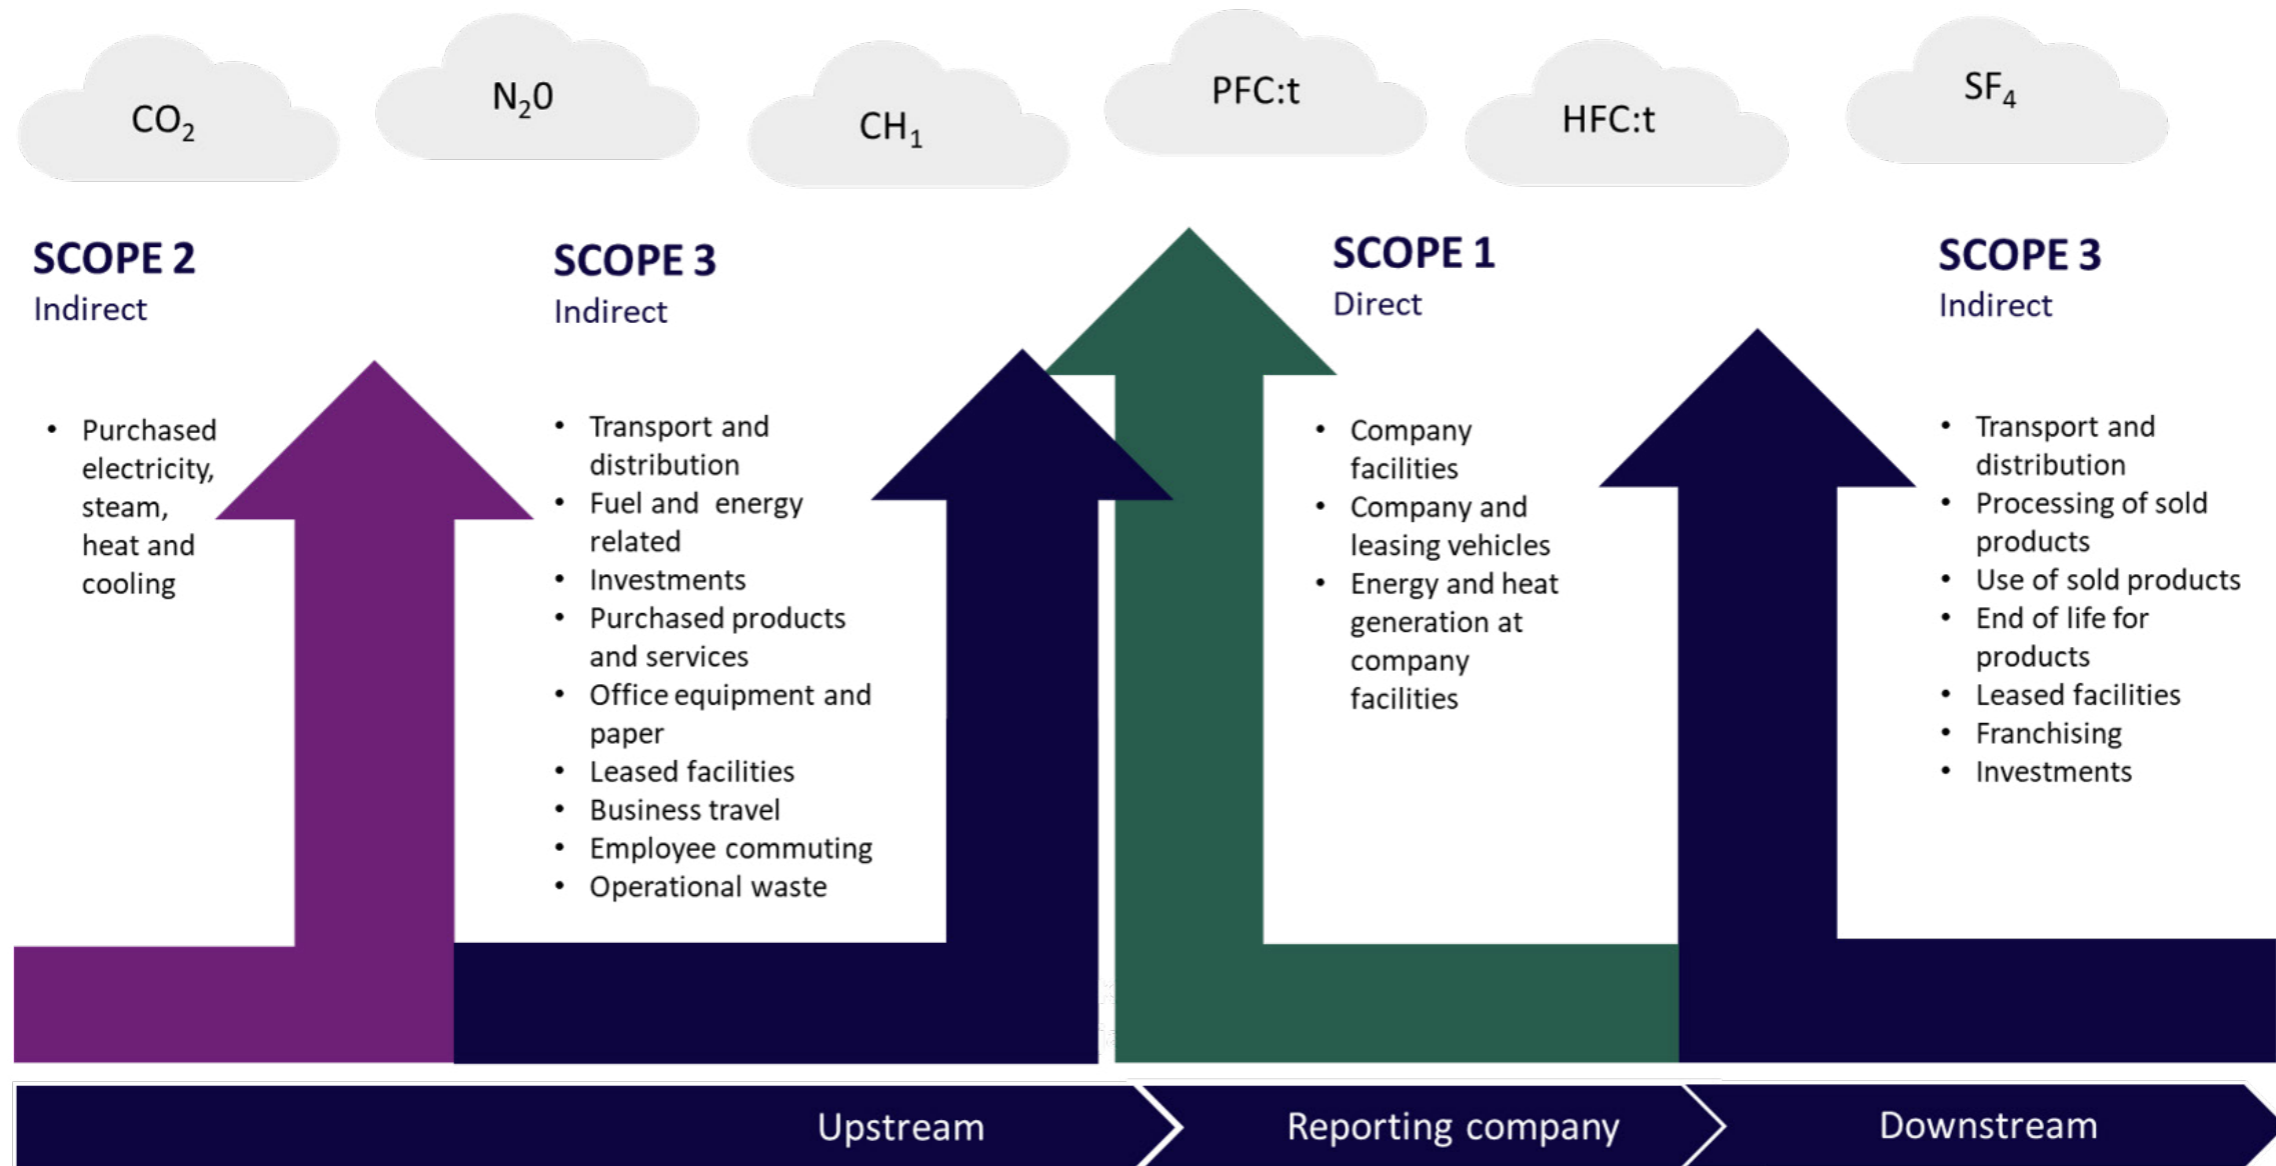 CO₂
N₂0
CH₁
PFC:t
HFC:t
SF₄
SCOPE 2
Indirect
• Purchased
electricity,
steam,
heat and
cooling
SCOPE 3
Indirect
• Transport and
distribution
• Fuel and energy
related
• Investments
• Purchased products
and services
• Office equipment and
paper
• Leased facilities
• Business travel
• Employee commuting
• Operational waste
SCOPE 1
Direct
• Company
facilities
• Company and
leasing vehicles
• Energy and heat
generation at
company
facilities
SCOPE 3
Indirect
• Transport and
distribution
• Processing of sold
products
• Use of sold products
• End of life for
products
• Leased facilities
• Franchising
• Investments
Upstream
Reporting company
Downstream